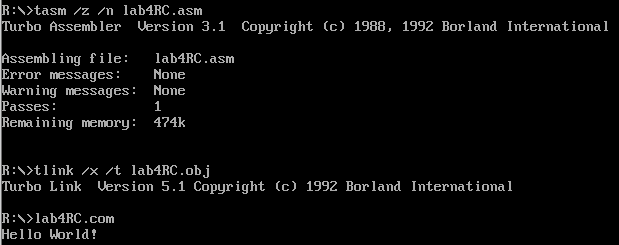 R:\>tasm /z /n lab4RC.asm
Turbo Assembler  Version 3.1  Copyright (c) 1988, 1992 Borland International
Assembling file:   lab4RC.asm
Error messages:    None
Warning messages:  None
Passes:            1
Remaining memory:  474k
R:\>tlink /x /t lab4RC.obj
Turbo Link  Version 5.1 Copyright (c) 1992 Borland International
R:\>lab4RC.com
Hello World!